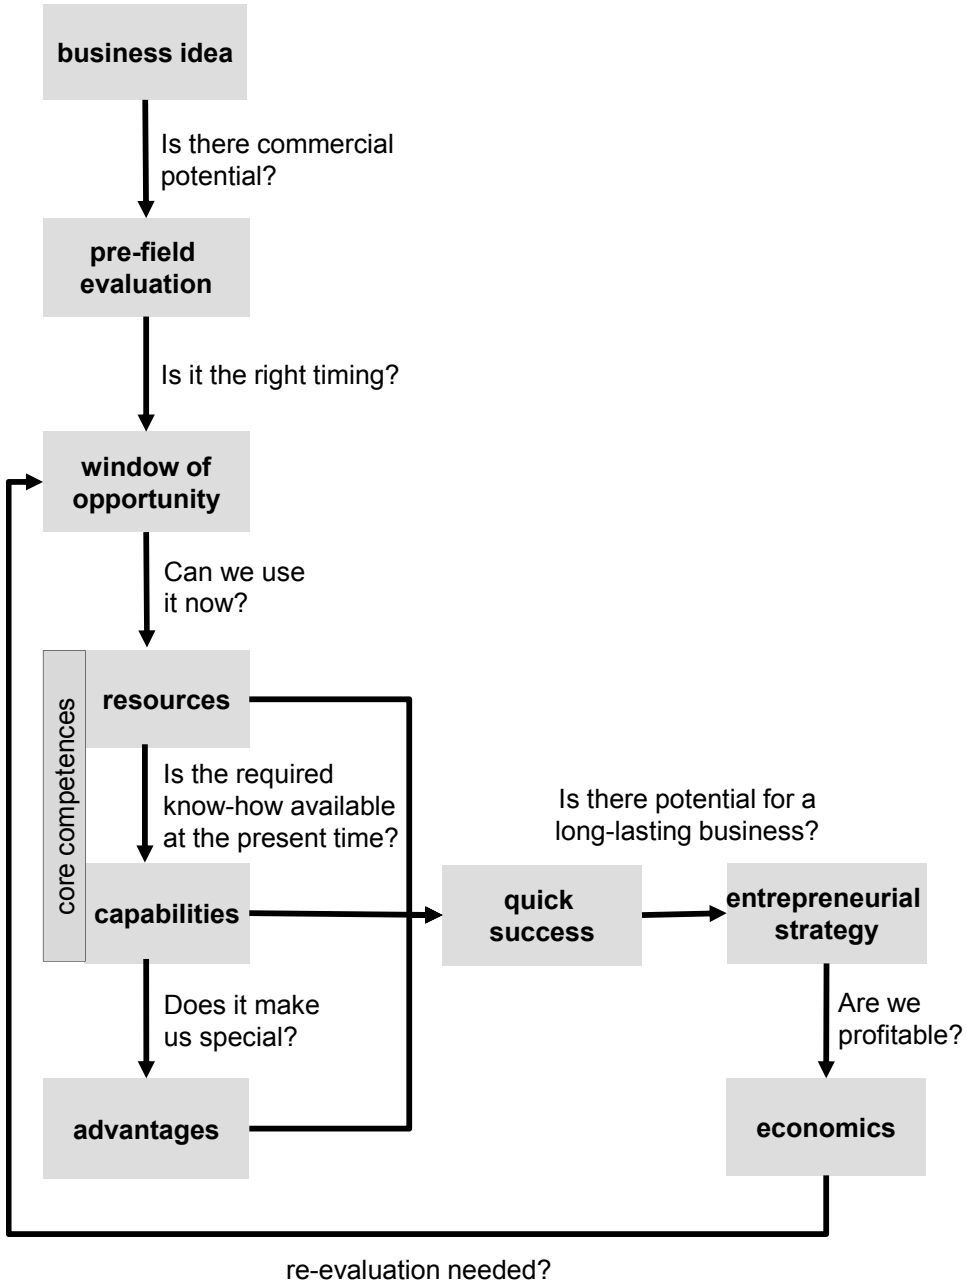 business idea
Is there commercial
potential?
pre-field
evaluation
Is it the right timing?
window of
opportunity
Can we use
it now?
core competences
resources
Is the required
know-how available
at the present time?
capabilities
Does it make
us special?
advantages
quick
success
Is there potential for a
long-lasting business?
entrepreneurial
strategy
Are we
profitable?
economics
re-evaluation needed?